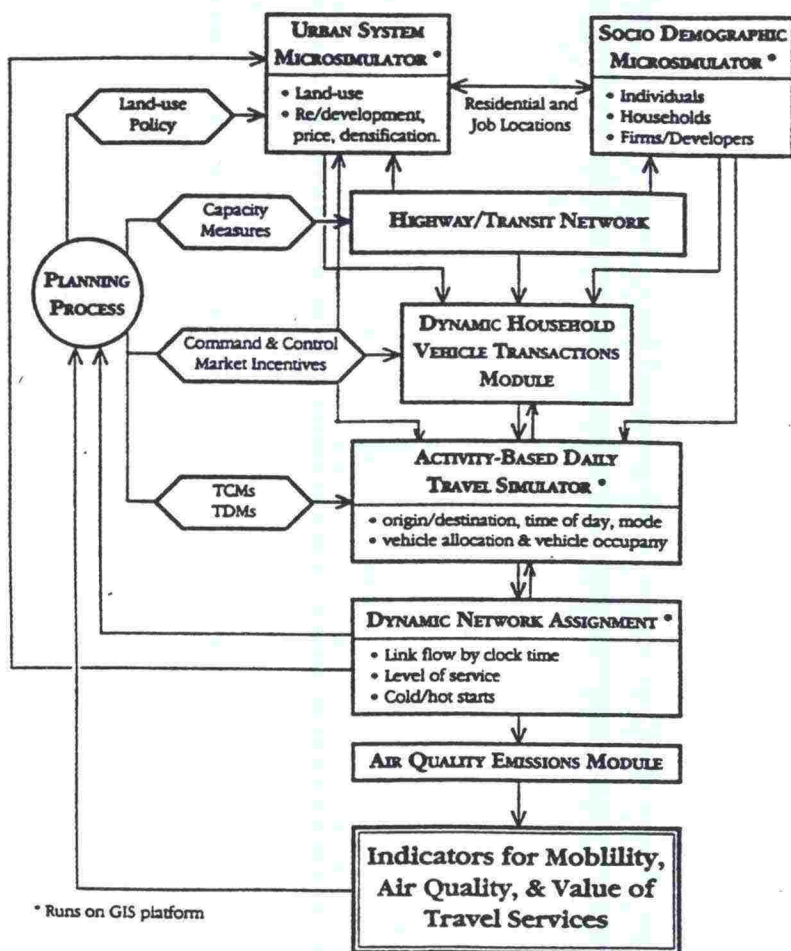 URBAN SYSTEM
MICROSIMULATOR *
• Land-use
• Re/development,
price, densification.
SOCIO DEMOGRAPHIC
MICROSIMULATOR *
• Individuals
• Households
• Firms/Developers
Residential and
Job Locations
Land-use
Policy
Capacity
Measures
HIGHWAY/TRANSIT NETWORK
PLANNING
PROCESS
Command & Control
Market Incentives
DYNAMIC HOUSEHOLD
VEHICLE TRANSACTIONS
MODULE
TCMs
TDMs
ACTIVITY-BASED DAILY
TRAVEL SIMULATOR *
• origin/destination, time of day, mode
• vehicle allocation & vehicle occupany
DYNAMIC NETWORK ASSIGNMENT *
• Link flow by clock time
• Level of service
• Cold/hot starts
AIR QUALITY EMISSIONS MODULE
Indicators for Moblility,
Air Quality, & Value of
Travel Services
* Runs on GIS platform